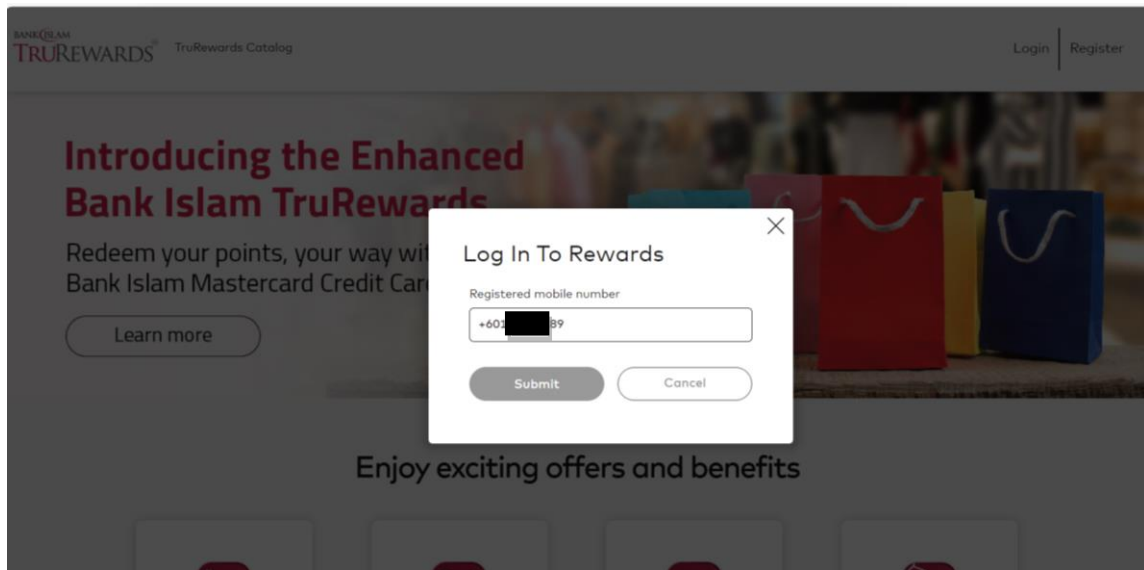 BANK ISLAM
TRUREWARDS®
TruRewards Catalog
Login
Register
Introducing the Enhanced
Bank Islam TruRewards
Redeem your points, your way wi
Bank Islam Mastercard Credit Car
Learn more
Log In To Rewards
Registered mobile number
+601 89
Submit
Cancel
Enjoy exciting offers and benefits